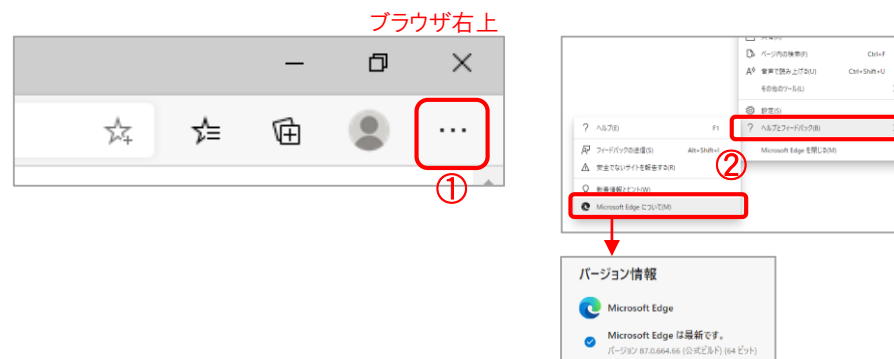 ブラウザ右上
①
ページ内の検索(F) Ctrl+F
音声で読み上げる(U) Ctrl+Shift+U
その他のツール(L)
設定(S)
ヘルプとフィードバック(B)
Microsoft Edge を閉じる(M)
ヘルプ(E) F1
フィードバックの送信(S) Alt+Shift+I
安全でないサイトを報告する(R)
新着情報とヒント(W)
Microsoft Edge について(M)
②
バージョン情報
Microsoft Edge
Microsoft Edge は最新です。
バージョン 87.0.664.66 (公式ビルド) (64 ビット)